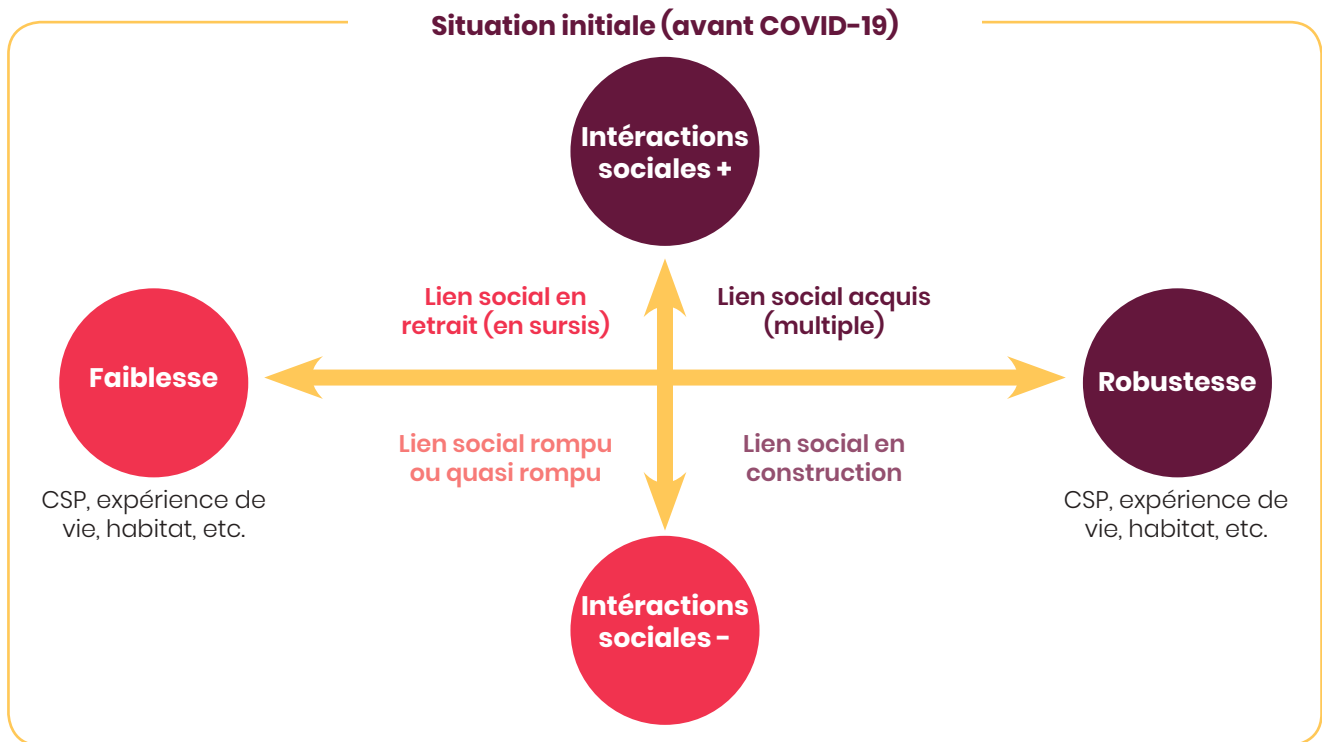 Situation initiale (avant COVID-19)
Intéractions
sociales +
Lien social en
retrait (en sursis)
Lien social acquis
(multiple)
Faiblesse
Robustesse
Lien social rompu
ou quasi rompu
Lien social en
construction
CSP, expérience de
vie, habitat, etc.
CSP, expérience de
vie, habitat, etc.
Intéractions
sociales -